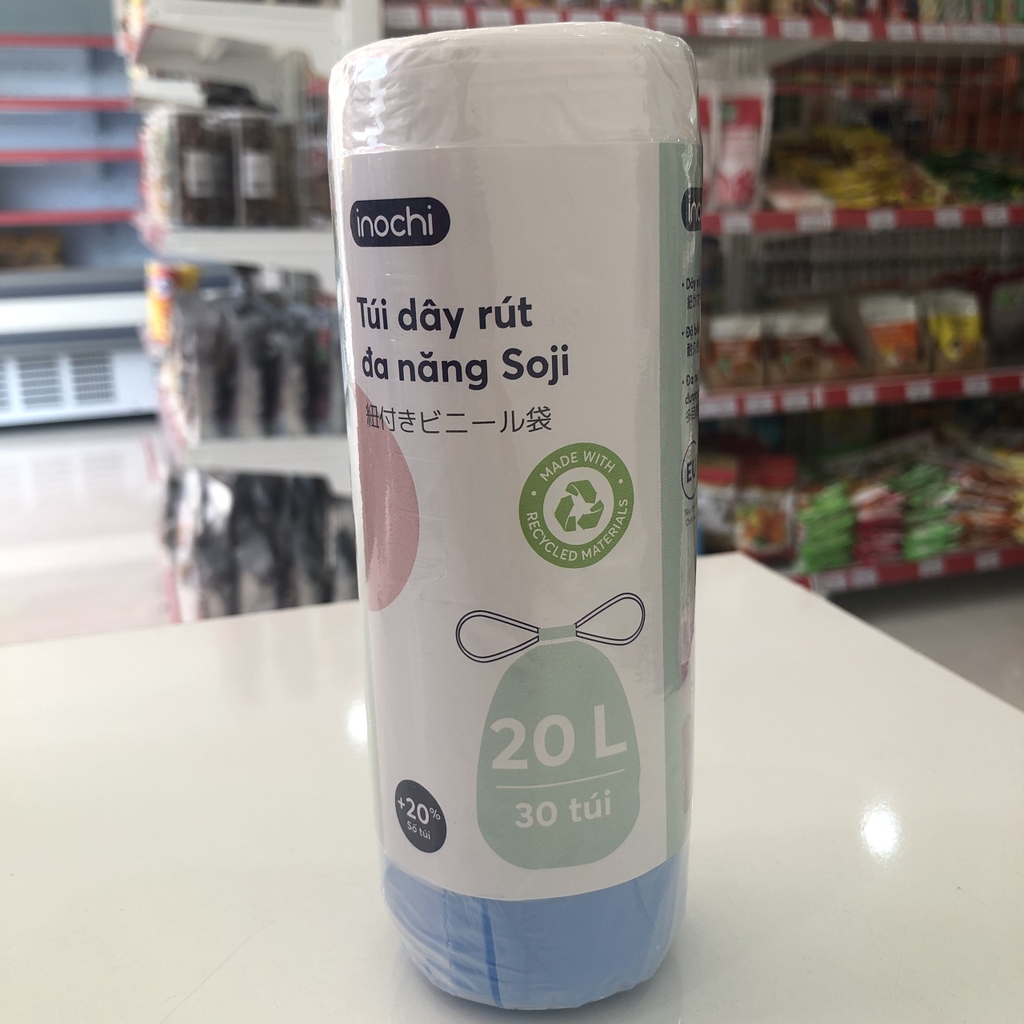 inochi
Túi dây rút
đa năng Soji
紐付きビニール袋
MADE WITH
RECYCLED MATERIALS
20 L
30 túi
+20%
Số túi